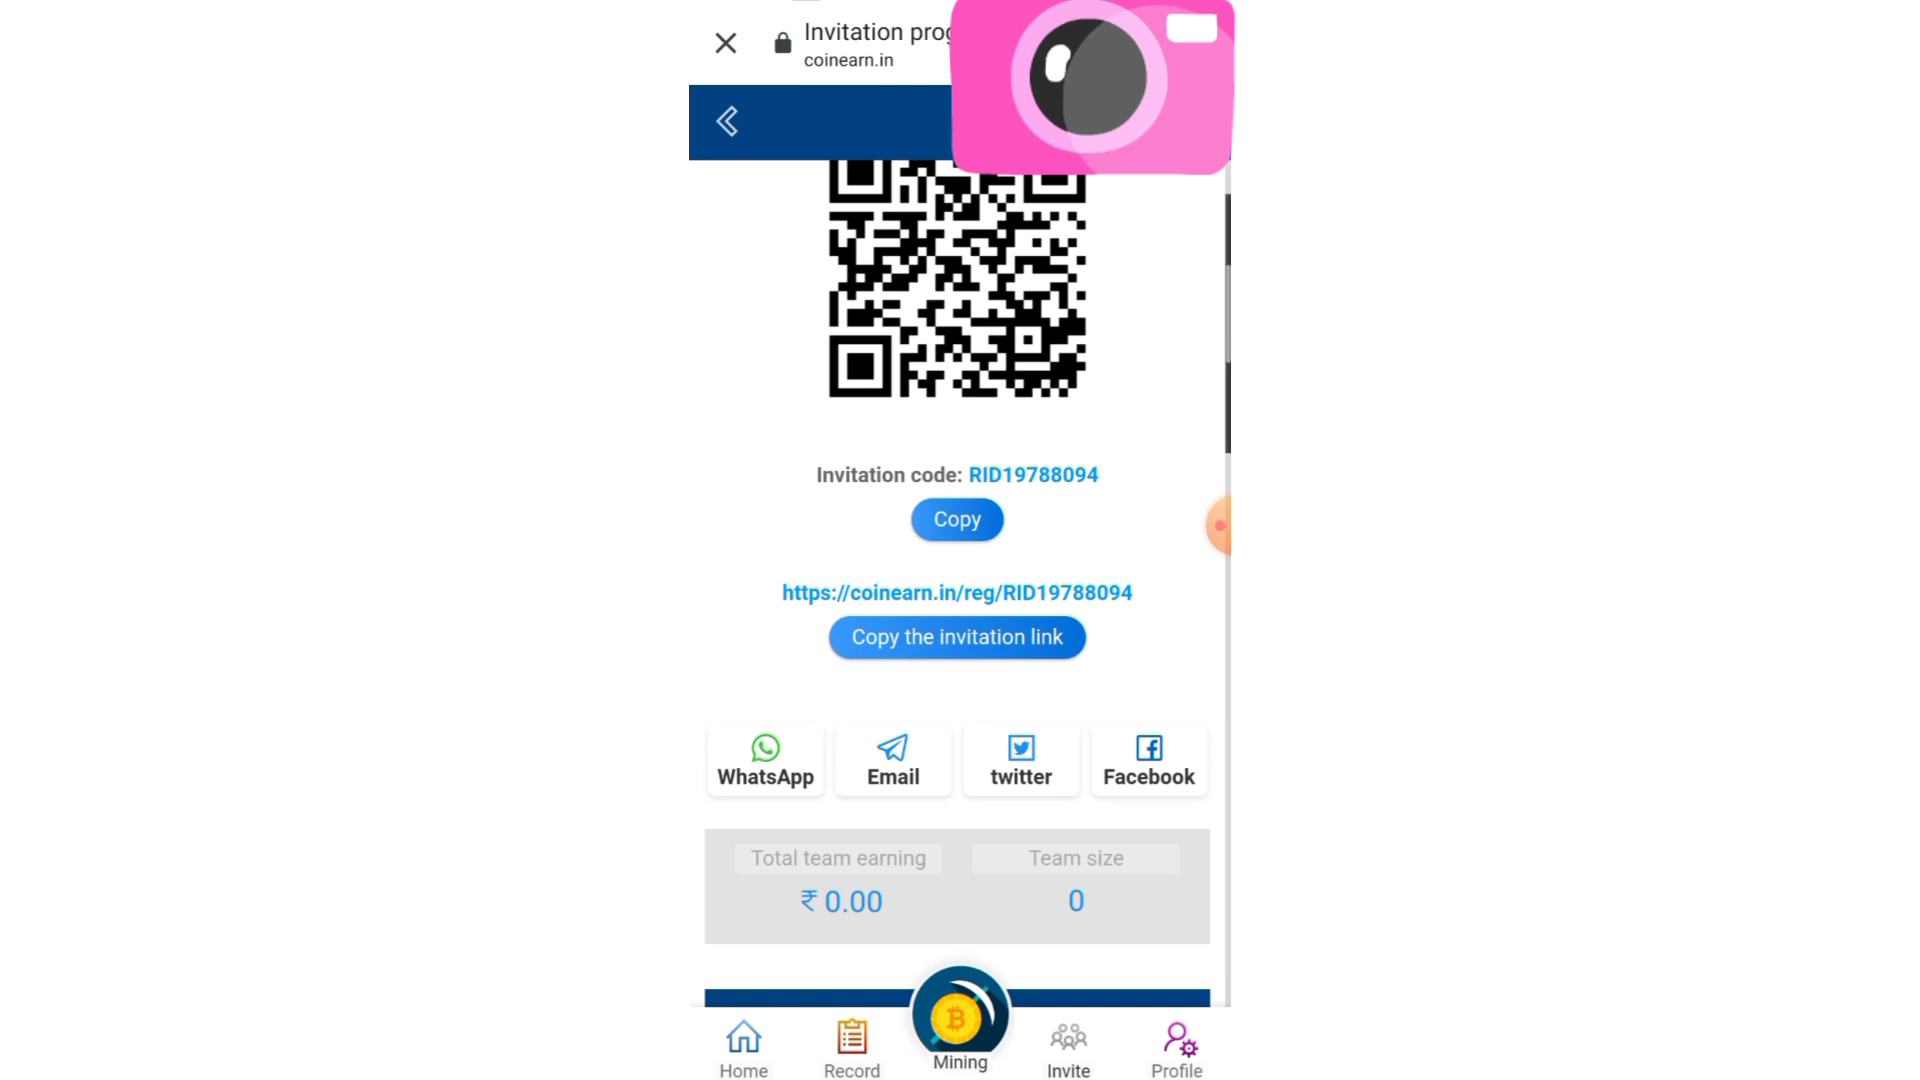 Invitation
coinearn.in
Invitation code: RID19788094
Copy
https://coinearn.in/reg/RID19788094
Copy the invitation link
WhatsApp Email twitter Facebook
Total team earning Team size
₹ 0.00 0
Home Record Mining Invite Profile